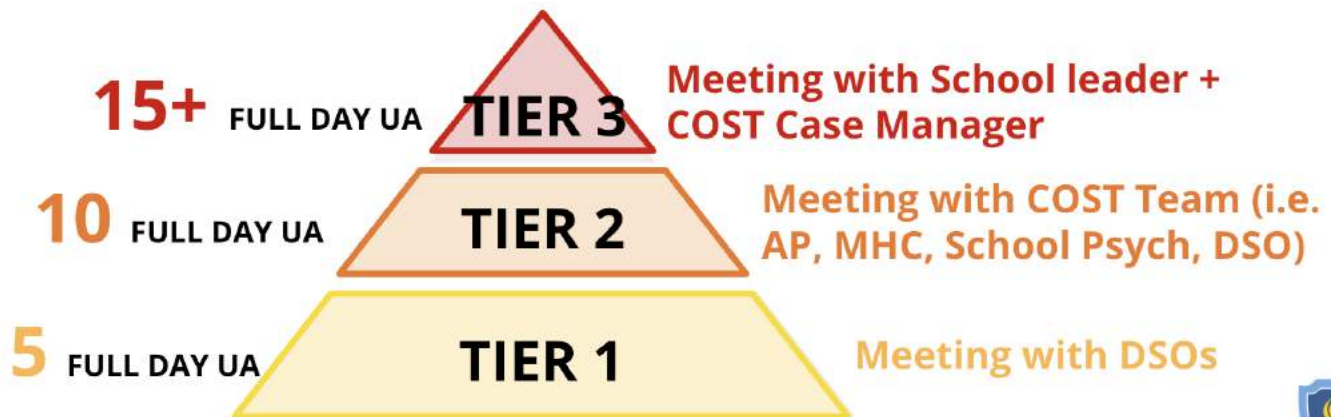 15+ FULL DAY UA
TIER 3
Meeting with School leader +
COST Case Manager
10 FULL DAY UA
TIER 2
Meeting with COST Team (i.e.
AP, MHC, School Psych, DSO)
5 FULL DAY UA
TIER 1
Meeting with DSOs